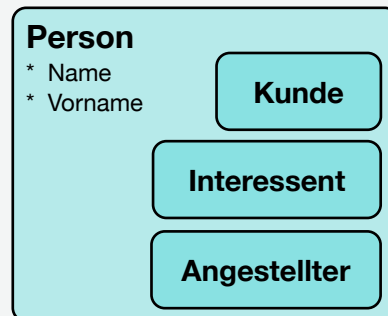 Person
* Name
* Vorname
Kunde
Interessent
Angestellter